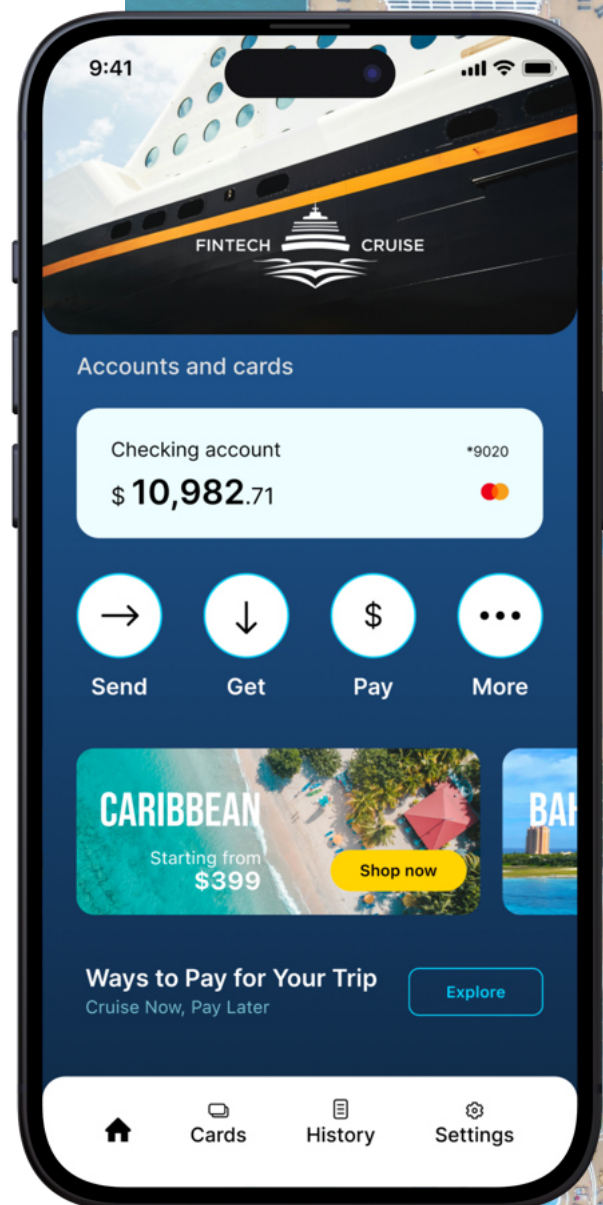 9:41
FINTECH CRUISE
Accounts and cards
Checking account *9020
$ 10,982.71
$
Send Get Pay More
CARIBBEAN
Starting from
$399
Shop now
BAH
Ways to Pay for Your Trip
Cruise Now, Pay Later
Explore
Cards History Settings